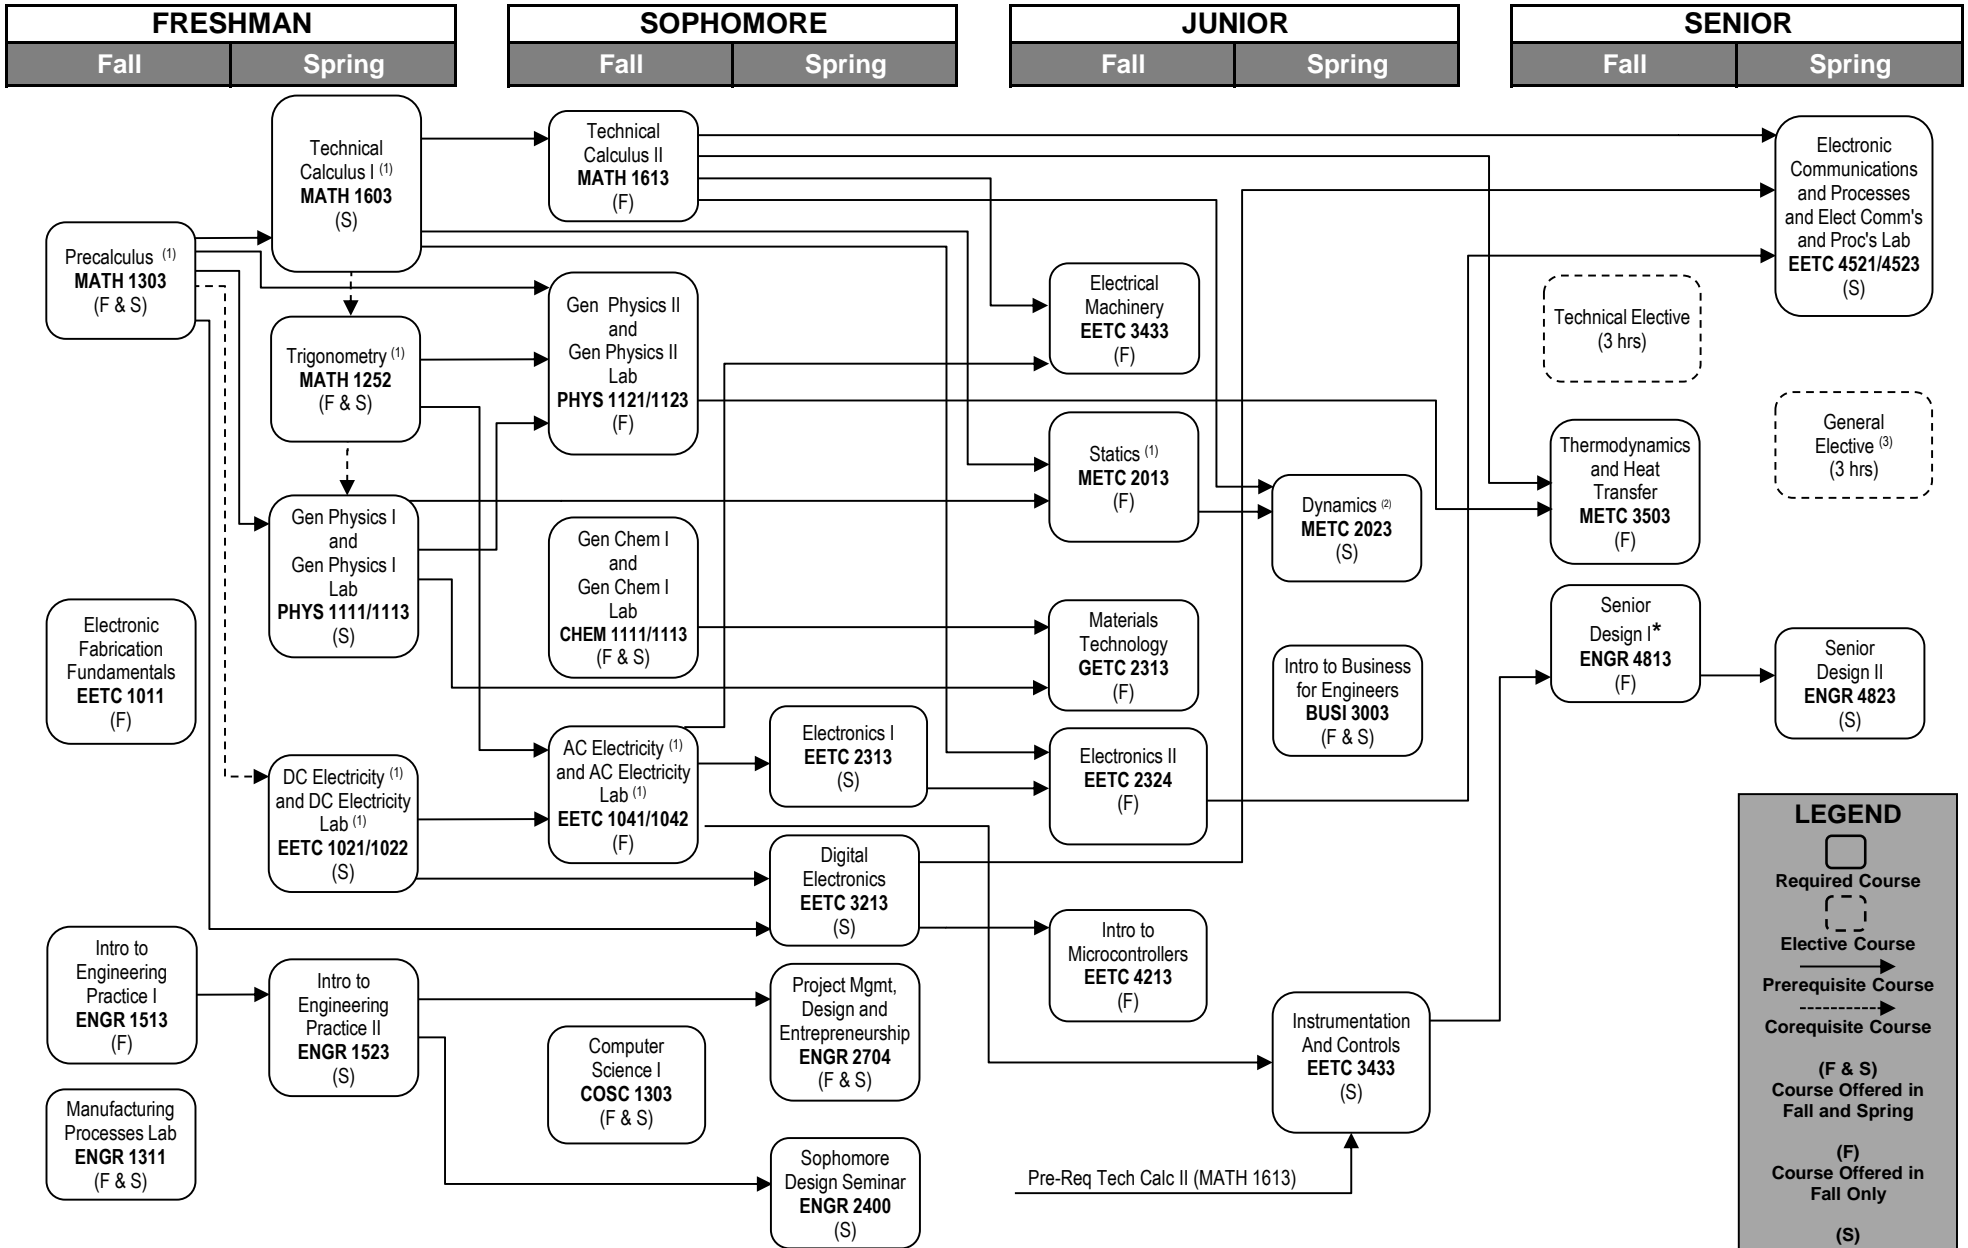 FRESHMAN
Fall
Spring
SOPHOMORE
Fall
Spring
JUNIOR
Fall
Spring
SENIOR
Fall
Spring
Precalculus (1)
MATH 1303
(F & S)
Electronic
Fabrication
Fundamentals
EETC 1011
(F)
Intro to
Engineering
Practice I
ENGR 1513
(F)
Manufacturing
Processes Lab
ENGR 1311
(F & S)
Technical
Calculus I (1)
MATH 1603
(S)
Trigonometry (1)
MATH 1252
(F & S)
Gen Physics I
and
Gen Physics I
Lab
PHYS 1111/1113
(S)
DC Electricity (1)
and DC Electricity
Lab (1)
EETC 1021/1022
(S)
Intro to
Engineering
Practice II
ENGR 1523
(S)
Technical
Calculus II
MATH 1613
(F)
Gen Physics II
and
Gen Physics II
Lab
PHYS 1121/1123
(F)
Gen Chem I
and
Gen Chem I
Lab
CHEM 1111/1113
(F & S)
AC Electricity (1)
and AC Electricity
Lab (1)
EETC 1041/1042
(F)
Computer
Science I
COSC 1303
(F & S)
Electronics I
EETC 2313
(S)
Digital
Electronics
EETC 3213
(S)
Project Mgmt,
Design and
Entrepreneurship
ENGR 2704
(F & S)
Sophomore
Design Seminar
ENGR 2400
(S)
Electrical
Machinery
EETC 3433
(F)
Statics (1)
METC 2013
(F)
Materials
Technology
GETC 2313
(F)
Electronics II
EETC 2324
(F)
Intro to
Microcontrollers
EETC 4213
(F)
Pre-Req Tech Calc II (MATH 1613)
Dynamics (2)
METC 2023
(S)
Intro to Business
for Engineers
BUSI 3003
(F & S)
Instrumentation
And Controls
EETC 3433
(S)
Technical Elective
(3 hrs)
Thermodynamics
and Heat
Transfer
METC 3503
(F)
Senior
Design I*
ENGR 4813
(F)
Electronic
Communications
and Processes
and Elect Comm's
and Proc's Lab
EETC 4521/4523
(S)
General
Elective (3)
(3 hrs)
Senior
Design II
ENGR 4823
(S)
LEGEND
Required Course
Elective Course
Prerequisite Course
Corequisite Course
(F & S)
Course Offered in
Fall and Spring
(F)
Course Offered in
Fall Only
(S)